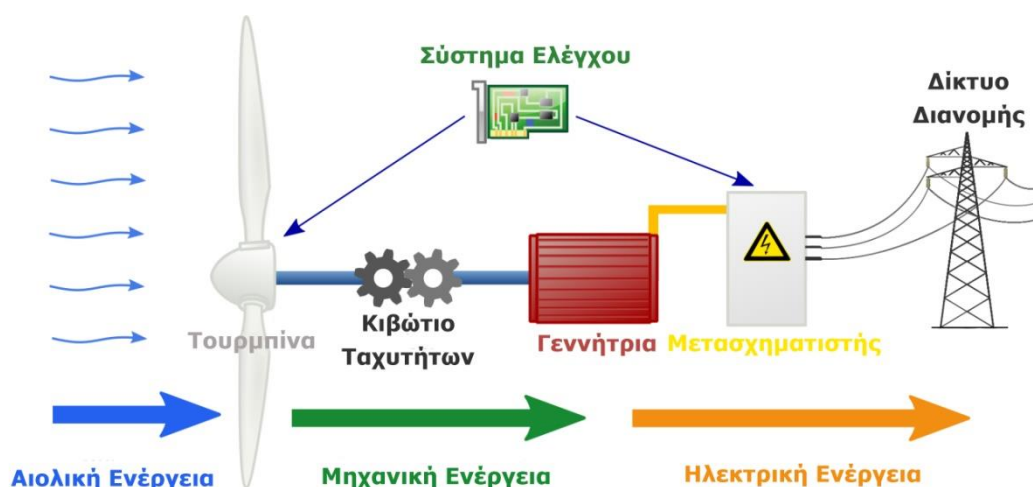 Σύστημα Ελέγχου
Δίκτυο
Διανομής
Τουρμπίνα
Κιβώτιο
Ταχυτήτων
Γεννήτρια
Μετασχηματιστής
Αιολική Ενέργεια
Μηχανική Ενέργεια
Ηλεκτρική Ενέργεια